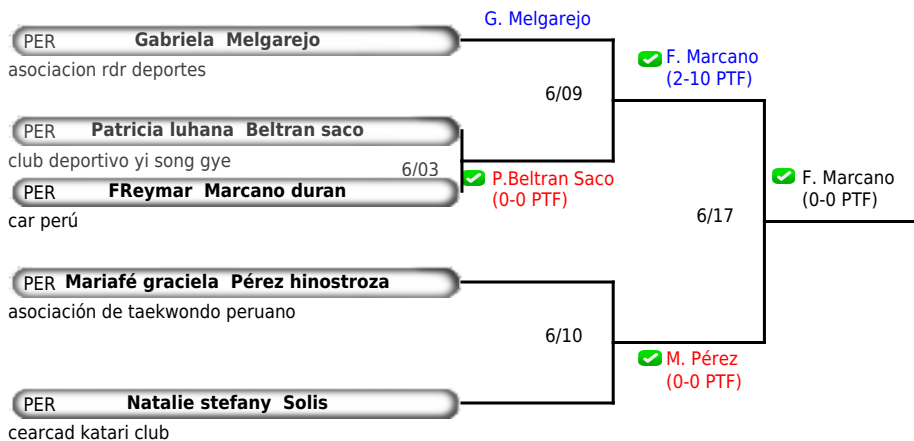 G. Melgarejo
PER Gabriela Melgarejo
asociacion rdr deportes
F. Marcano
(2-10 PTF)
6/09
PER Patricia luhana Beltran saco
club deportivo yi song gye
6/03
P.Beltran Saco
(0-0 PTF)
F. Marcano
(0-0 PTF)
PER FReymar Marcano duran
car perú
6/17
PER Mariafé graciela Pérez hinostroza
asociación de taekwondo peruano
6/10
M. Pérez
(0-0 PTF)
PER Natalie stefany Solis
cearcad katari club